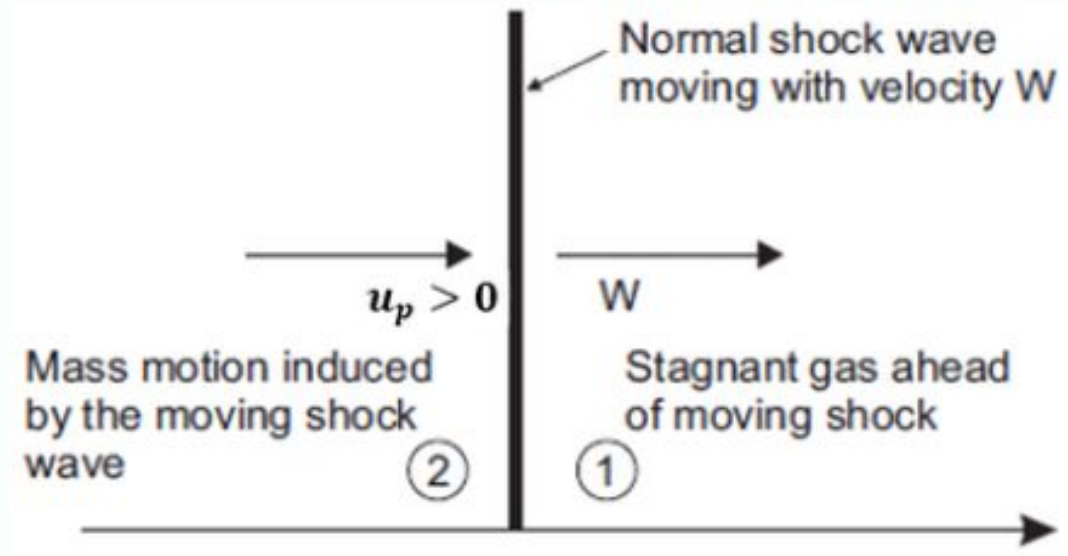 Normal shock wave
moving with velocity W
u_p > 0
W
Mass motion induced
by the moving shock
wave
2
Stagnant gas ahead
of moving shock
1